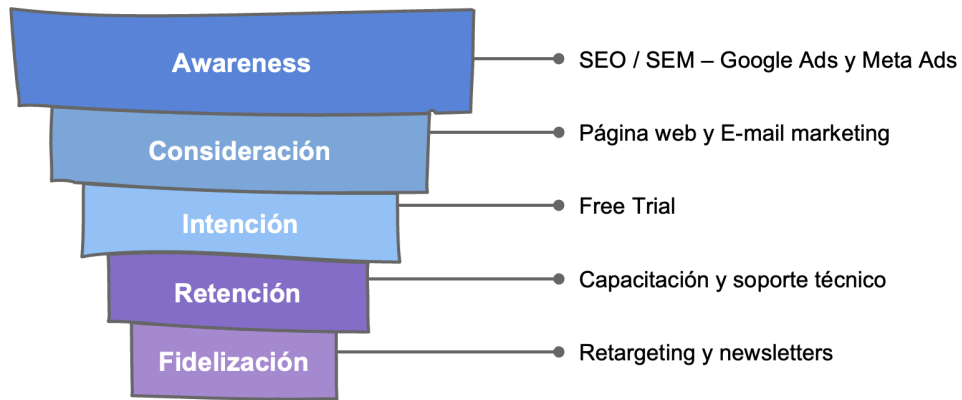 Awareness
SEO / SEM – Google Ads y Meta Ads
Consideración
Página web y E-mail marketing
Intención
Free Trial
Retención
Capacitación y soporte técnico
Fidelización
Retargeting y newsletters